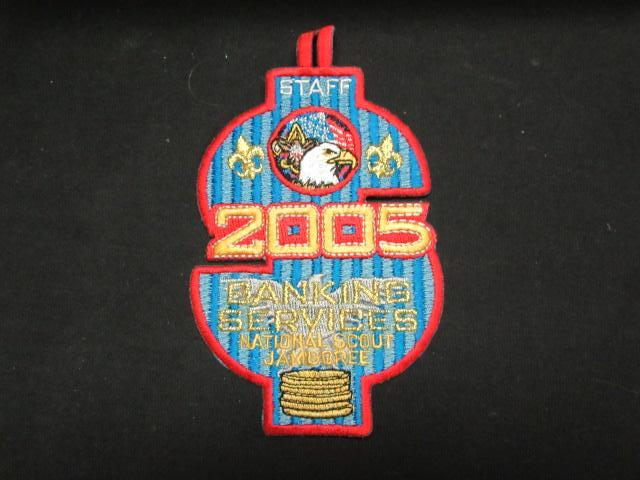 STAFF
2005
BANKING
SERVICES
NATIONAL SCOUT
JAMBOREE